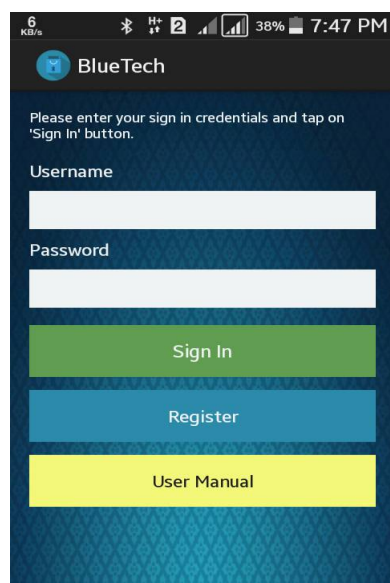 6
KB/s
H+
2
38%
7:47 PM
BlueTech
Please enter your sign in credentials and tap on
'Sign In' button.
Username
Password
Sign In
Register
User Manual